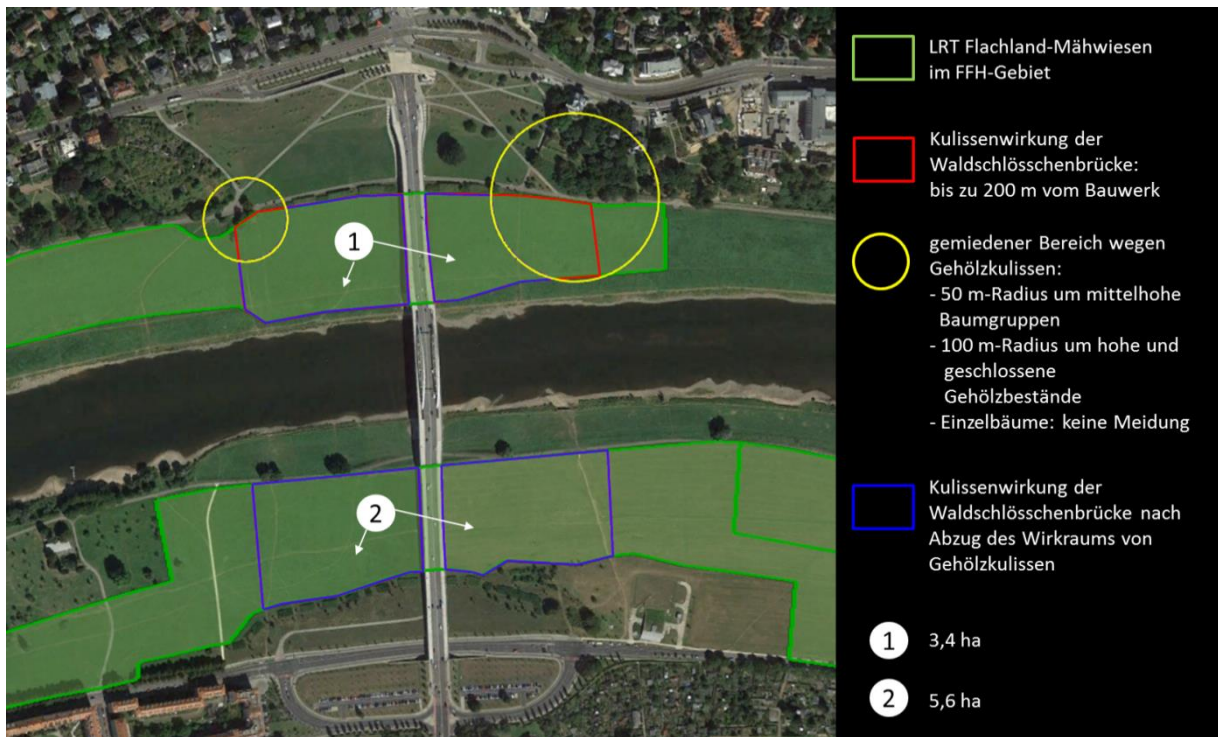 LRT Flachland-Mähwiesen
im FFH-Gebiet
Kulissenwirkung der
Waldschlösschenbrücke:
bis zu 200 m vom Bauwerk
gemiedener Bereich wegen
Gehölzkulissen:
- 50 m-Radius um mittelhohe
Baumgruppen
- 100 m-Radius um hohe und
geschlossene
Gehölzbestände
- Einzelbäume: keine Meidung
Kulissenwirkung der
Waldschlösschenbrücke nach
Abzug des Wirkraums von
Gehölzkulissen
1 3,4 ha
2 5,6 ha
1
2